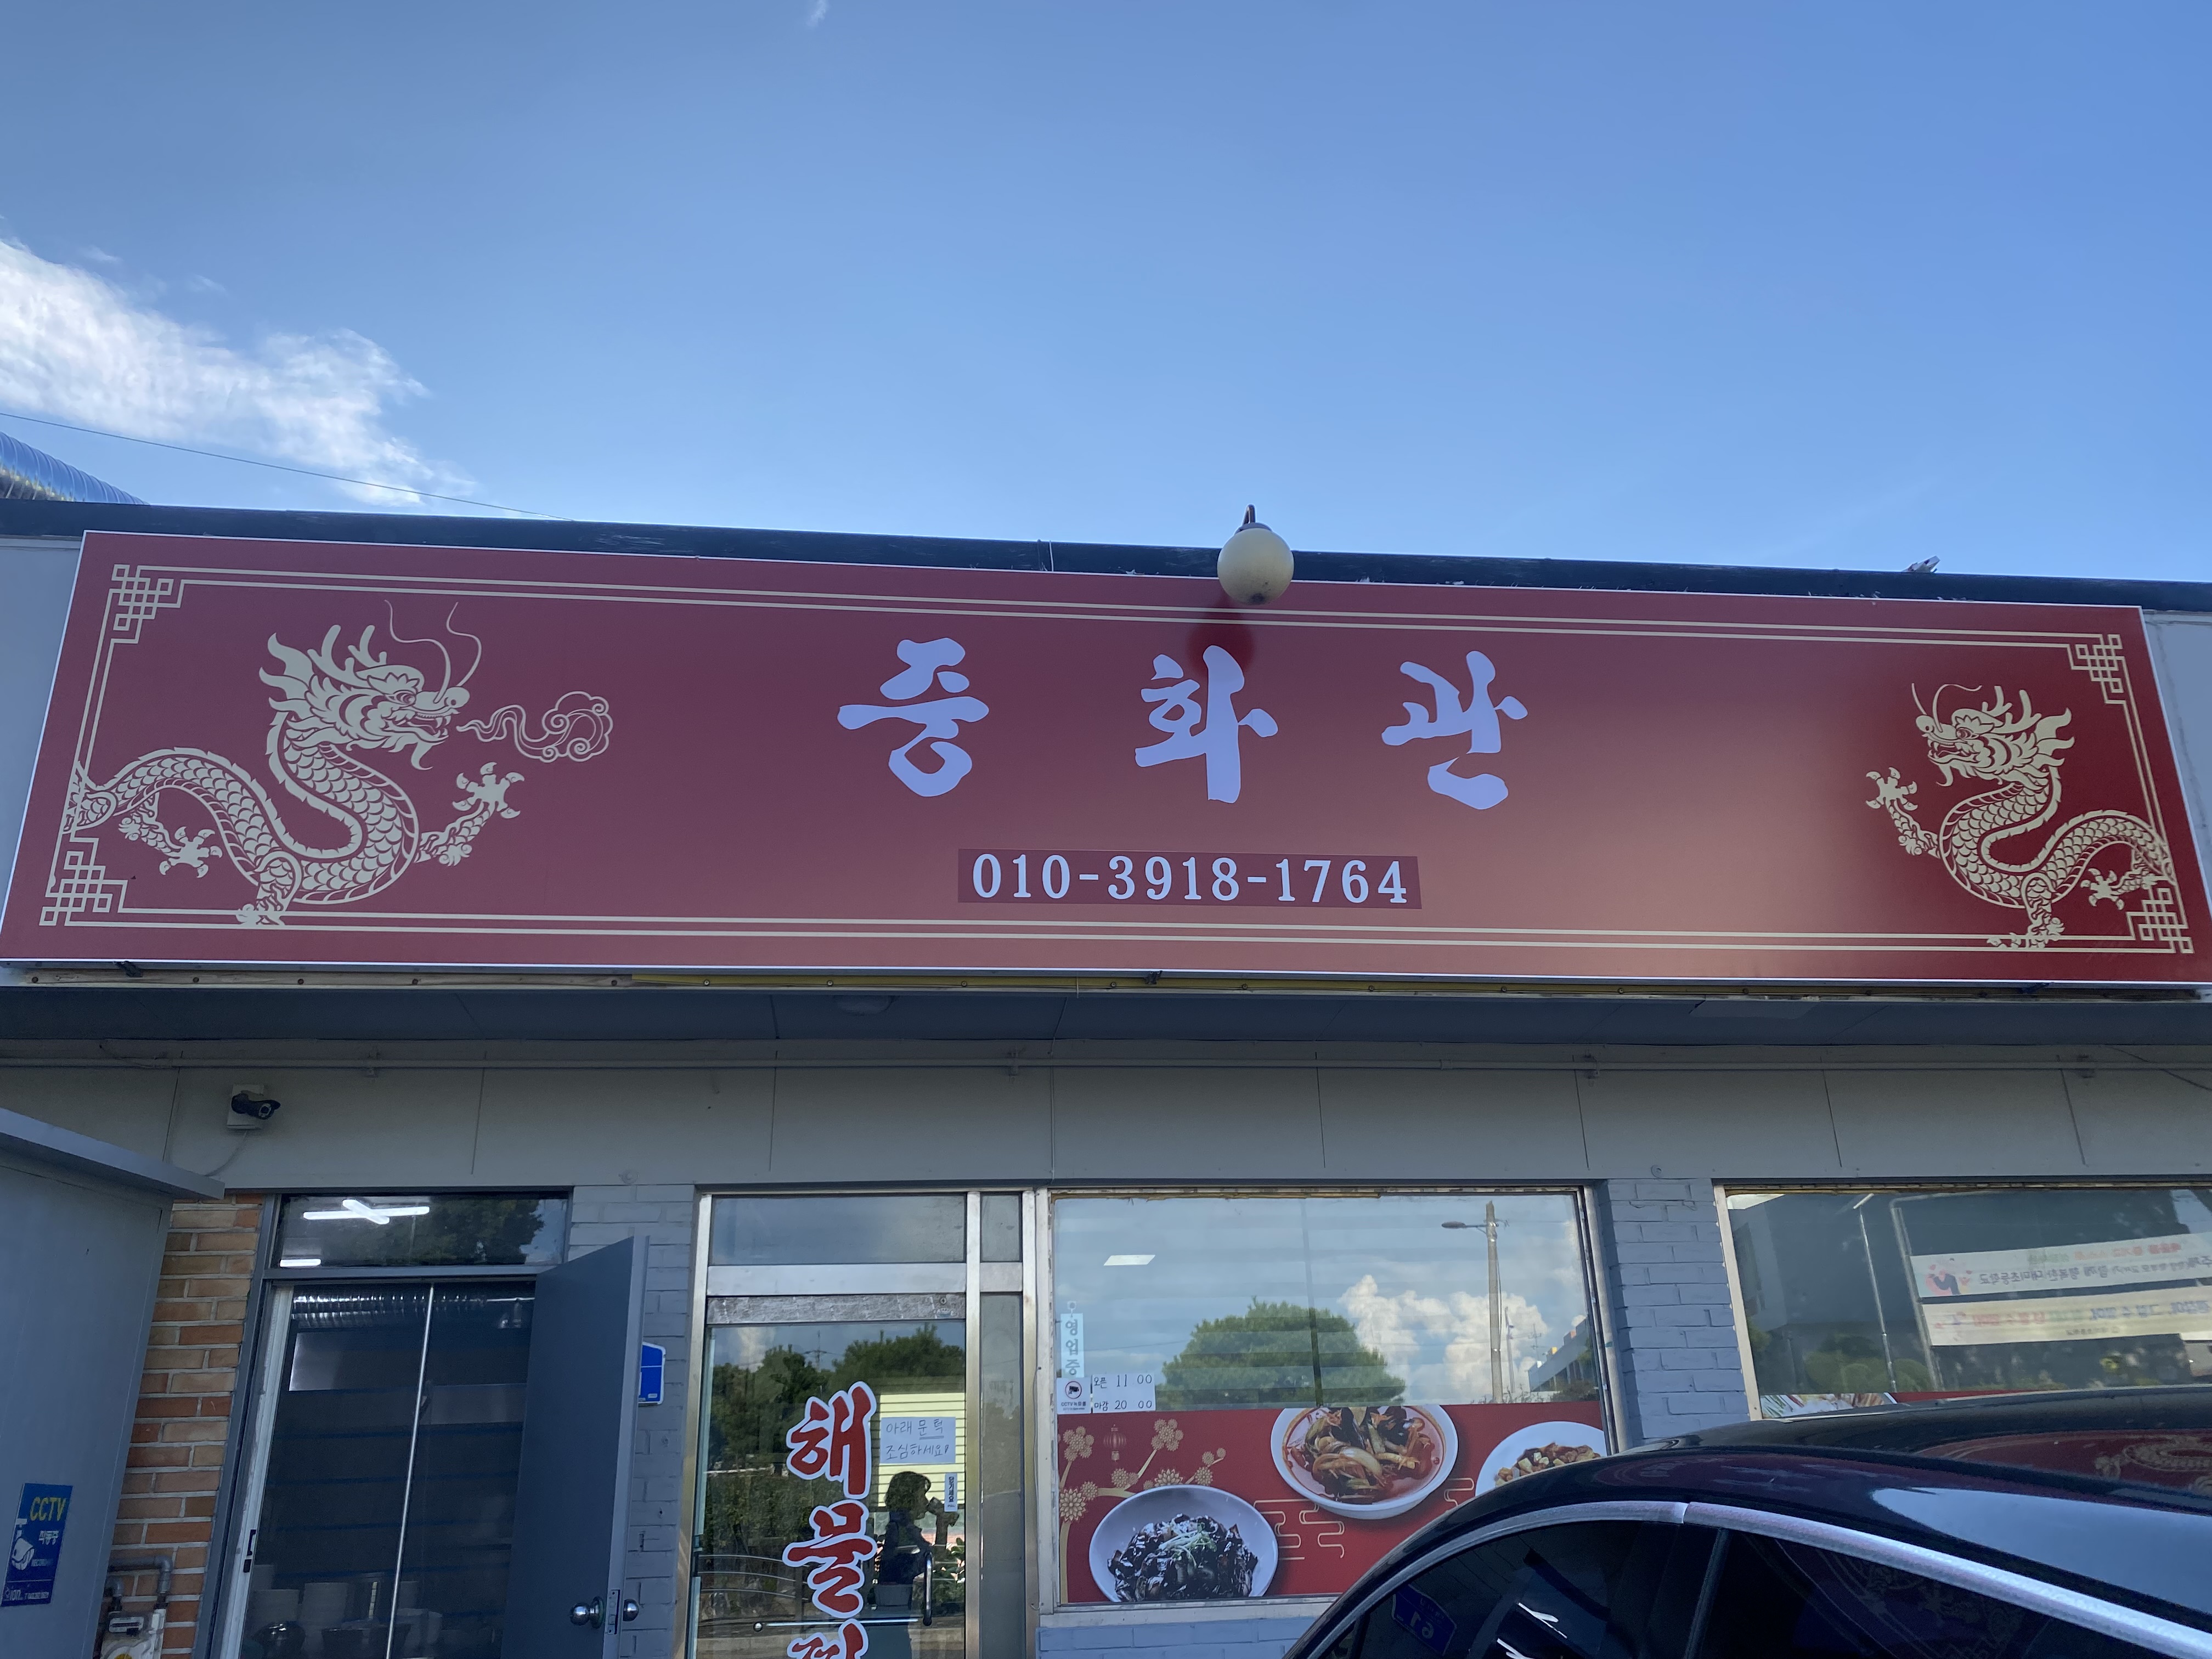 중화관
010-3918-1764
영업중
오픈 11 00
마감 20 00
아래 문턱
조심하세요!
해물
CCTV